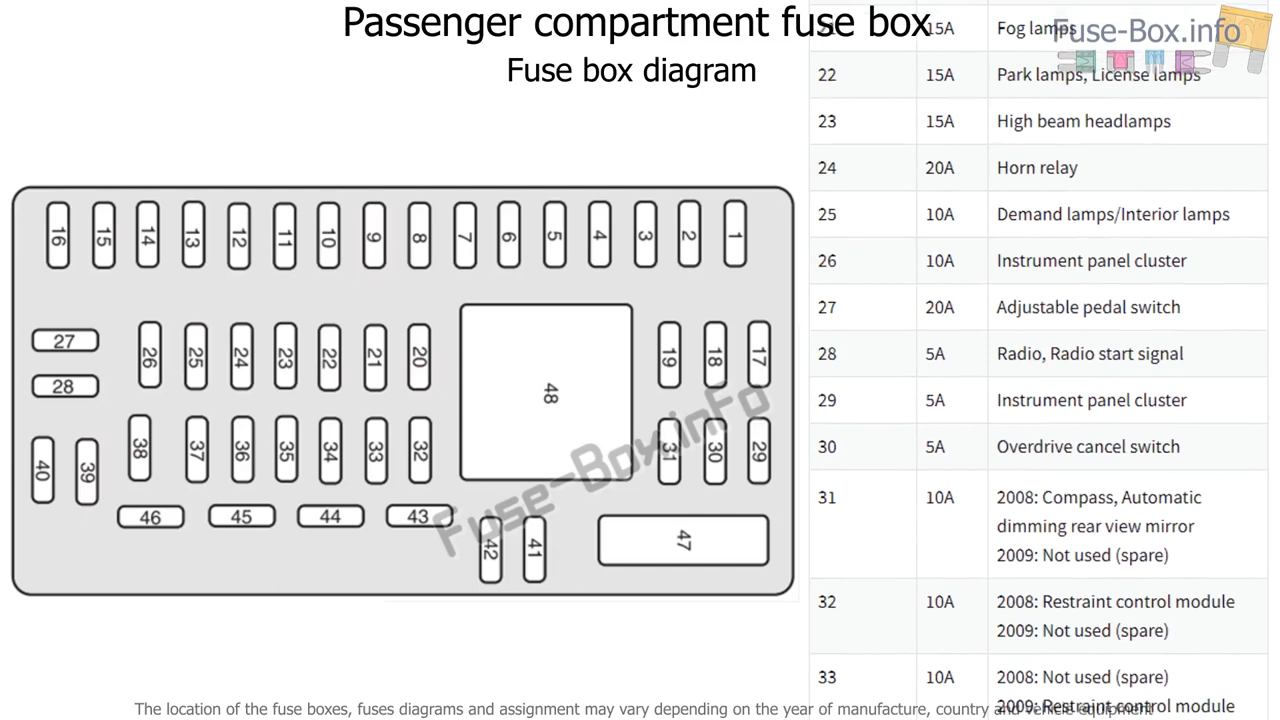 Passenger compartment fuse box
Fuse box diagram
Fuse-Box.info
16 15 14 13 12 11 10 9 8 7 6 5 4 3 2 1
27 26 25 24 23 22 21 20 48 19 18 17
28
40 39 38 37 36 35 34 33 32 31 30 29
46 45 44 43 42 41 47
Fuse-Box.inFo
21 15A Fog lamps
22 15A Park lamps, License lamps
23 15A High beam headlamps
24 20A Horn relay
25 10A Demand lamps/Interior lamps
26 10A Instrument panel cluster
27 20A Adjustable pedal switch
28 5A Radio, Radio start signal
29 5A Instrument panel cluster
30 5A Overdrive cancel switch
31 10A 2008: Compass, Automatic
dimming rear view mirror
2009: Not used (spare)
32 10A 2008: Restraint control module
2009: Not used (spare)
33 10A 2008: Not used (spare)
2009: Restraint control module
The location of the fuse boxes, fuses diagrams and assignment may vary depending on the year of manufacture, country and vehicle equipment